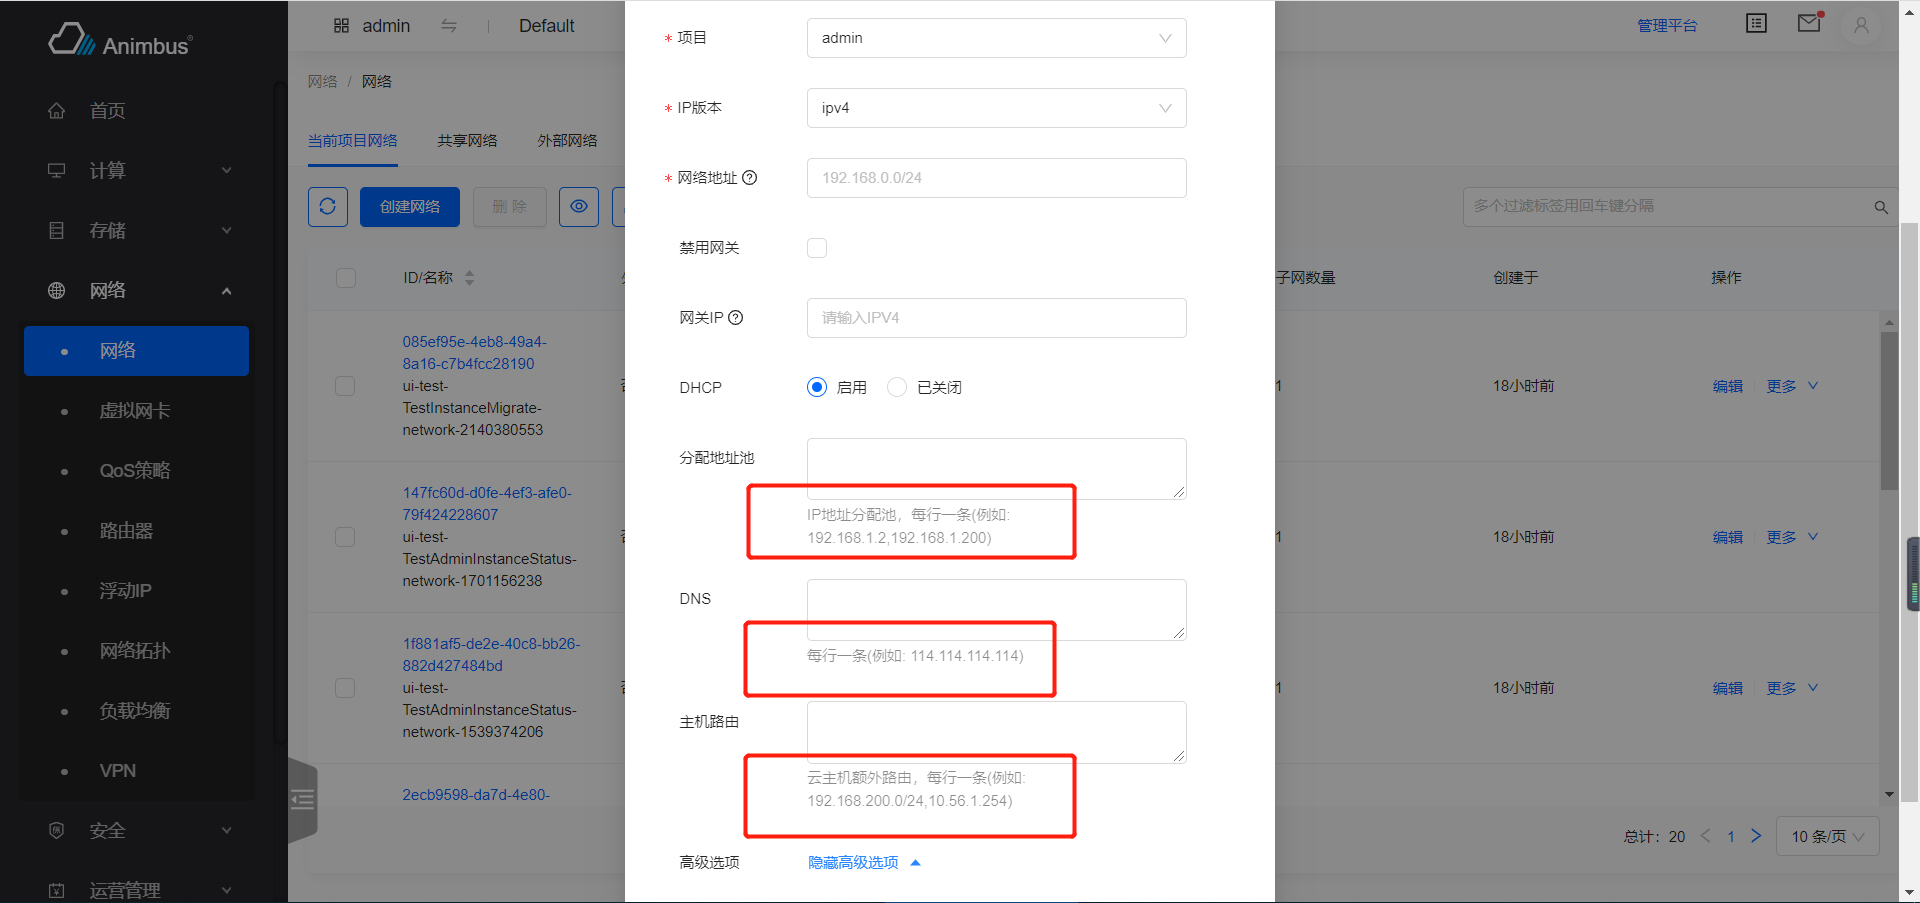 Animbus®
首页
计算
存储
网络
网络
虚拟网卡
QoS策略
路由器
浮动IP
网络拓扑
负载均衡
VPN
安全
运营管理
admin
Default
管理平台
网络 / 网络
当前项目网络 共享网络 外部网络
创建网络 删 除
多个过滤标签用回车键分隔
ID/名称
子网数量 创建于 操作
085ef95e-4eb8-49a4-
8a16-c7b4fcc28190
ui-test-
TestInstanceMigrate-
network-2140380553
1 18小时前 编辑 更多
147fc60d-d0fe-4ef3-afe0-
79f424228607
ui-test-
TestAdminInstanceStatus-
network-1701156238
1 18小时前 编辑 更多
1f881af5-de2e-40c8-bb26-
882d427484bd
ui-test-
TestAdminInstanceStatus-
network-1539374206
1 18小时前 编辑 更多
2ecb9598-da7d-4e80-
总计: 20 1 10 条/页
* 项目 admin
* IP版本 ipv4
* 网络地址 192.168.0.0/24
禁用网关
网关IP 请输入IPV4
DHCP 启用 已关闭
分配地址池
IP地址分配池，每行一条(例如:
192.168.1.2,192.168.1.200)
DNS
每行一条(例如: 114.114.114.114)
主机路由
云主机额外路由，每行一条(例如:
192.168.200.0/24,10.56.1.254)
高级选项 隐藏高级选项